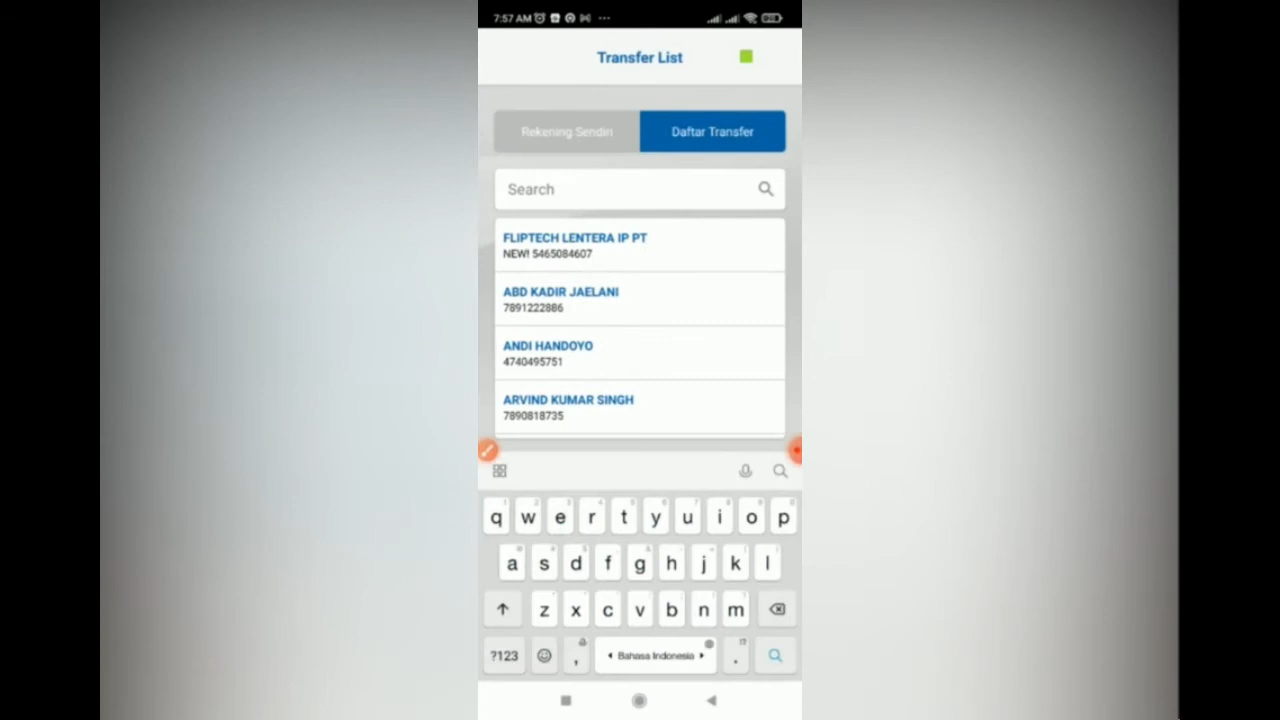 7:57 AM
Transfer List
Rekening Sendiri
Daftar Transfer
Search
FLIPTECH LENTERA IP PT
NEW! 5465084607
ABD KADIR JAELANI
7891222886
ANDI HANDOYO
4740495751
ARVIND KUMAR SINGH
7890818735
q w e r t y u i o p
a s d f g h j k l
z x c v b n m
?123 , Bahasa Indonesia .